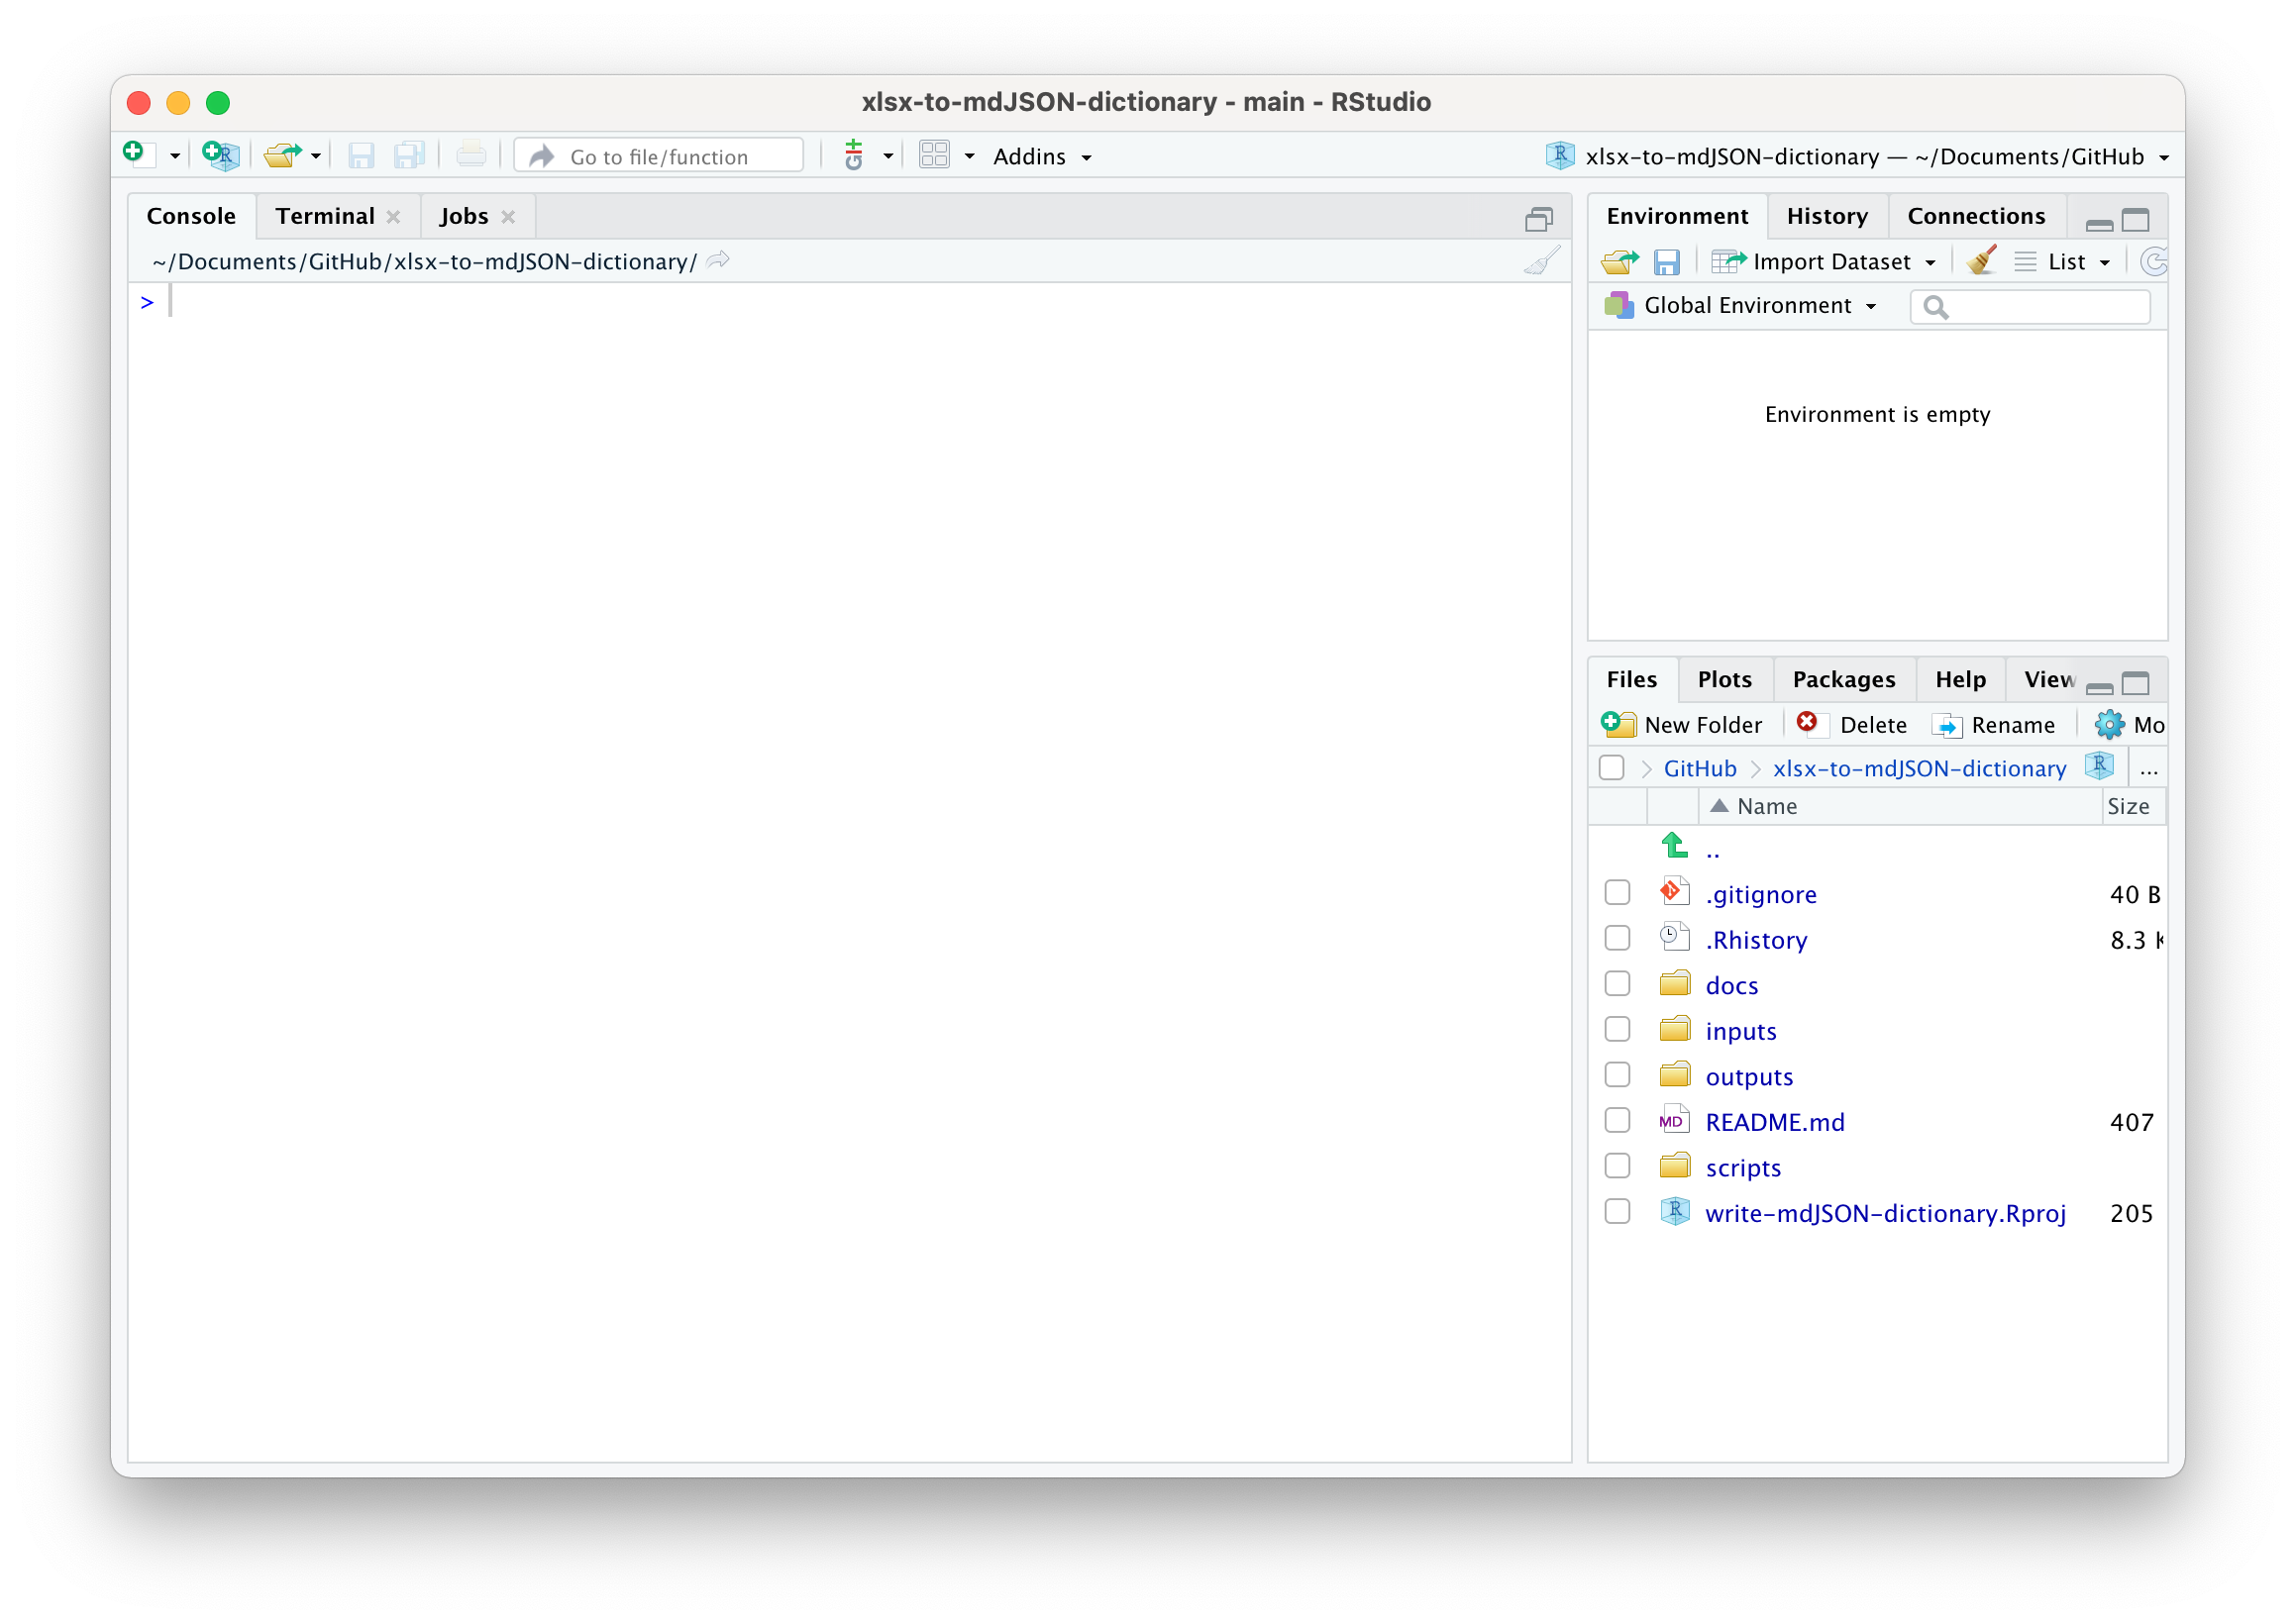 xlsx-to-mdJSON-dictionary - main - RStudio
Go to file/function
Addins
xlsx-to-mdJSON-dictionary — ~/Documents/GitHub
Console Terminal Jobs
~/Documents/GitHub/xlsx-to-mdJSON-dictionary/
>
Environment History Connections
Import Dataset List
Global Environment
Environment is empty
Files Plots Packages Help View
New Folder Delete Rename Mo
GitHub xlsx-to-mdJSON-dictionary ...
Name Size
..
.gitignore 40 B
.Rhistory 8.3 K
docs
inputs
outputs
README.md 407
scripts
write-mdJSON-dictionary.Rproj 205